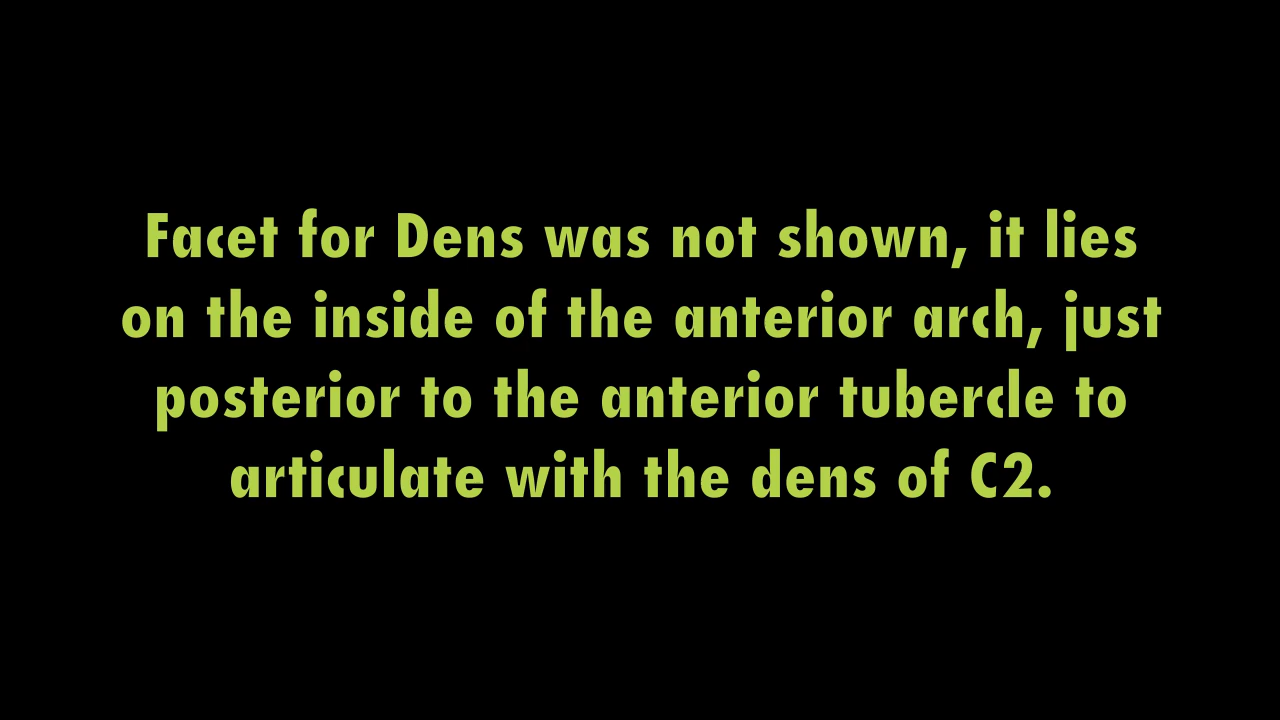 Facet for Dens was not shown, it lies
on the inside of the anterior arch, just
posterior to the anterior tubercle to
articulate with the dens of C2.